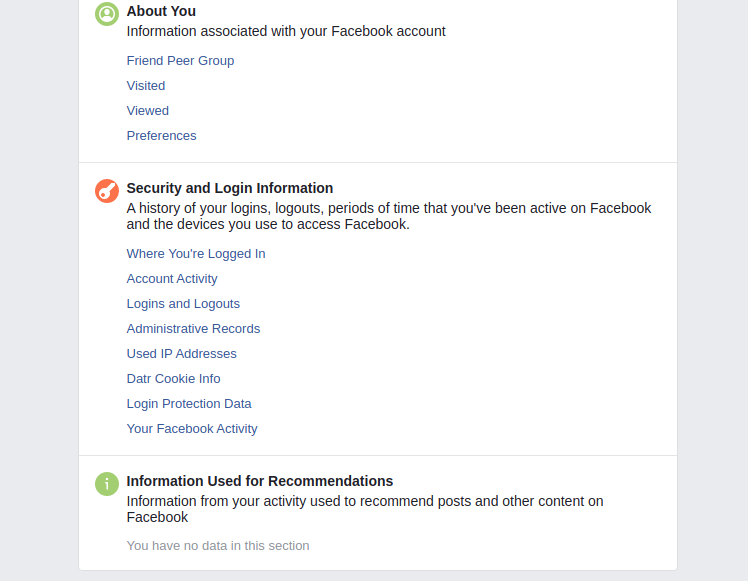 About You
Information associated with your Facebook account
Friend Peer Group
Visited
Viewed
Preferences
Security and Login Information
A history of your logins, logouts, periods of time that you've been active on Facebook
and the devices you use to access Facebook.
Where You're Logged In
Account Activity
Logins and Logouts
Administrative Records
Used IP Addresses
Datr Cookie Info
Login Protection Data
Your Facebook Activity
Information Used for Recommendations
Information from your activity used to recommend posts and other content on
Facebook
You have no data in this section